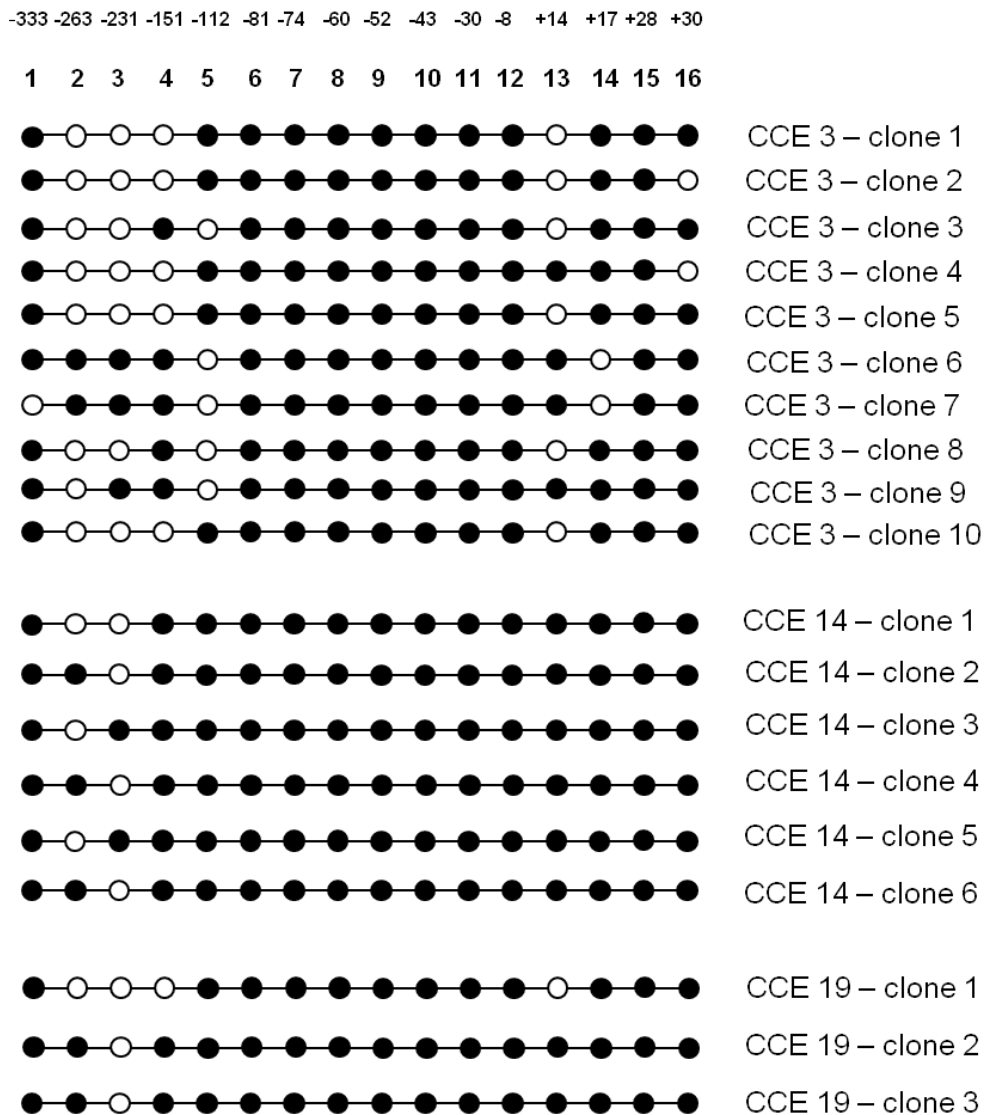 -333 -263 -231 -151 -112 -81 -74 -60 -52 -43 -30 -8 +14 +17 +28 +30
1 2 3 4 5 6 7 8 9 10 11 12 13 14 15 16
CCE 3 – clone 1
CCE 3 – clone 2
CCE 3 – clone 3
CCE 3 – clone 4
CCE 3 – clone 5
CCE 3 – clone 6
CCE 3 – clone 7
CCE 3 – clone 8
CCE 3 – clone 9
CCE 3 – clone 10
CCE 14 – clone 1
CCE 14 – clone 2
CCE 14 – clone 3
CCE 14 – clone 4
CCE 14 – clone 5
CCE 14 – clone 6
CCE 19 – clone 1
CCE 19 – clone 2
CCE 19 – clone 3